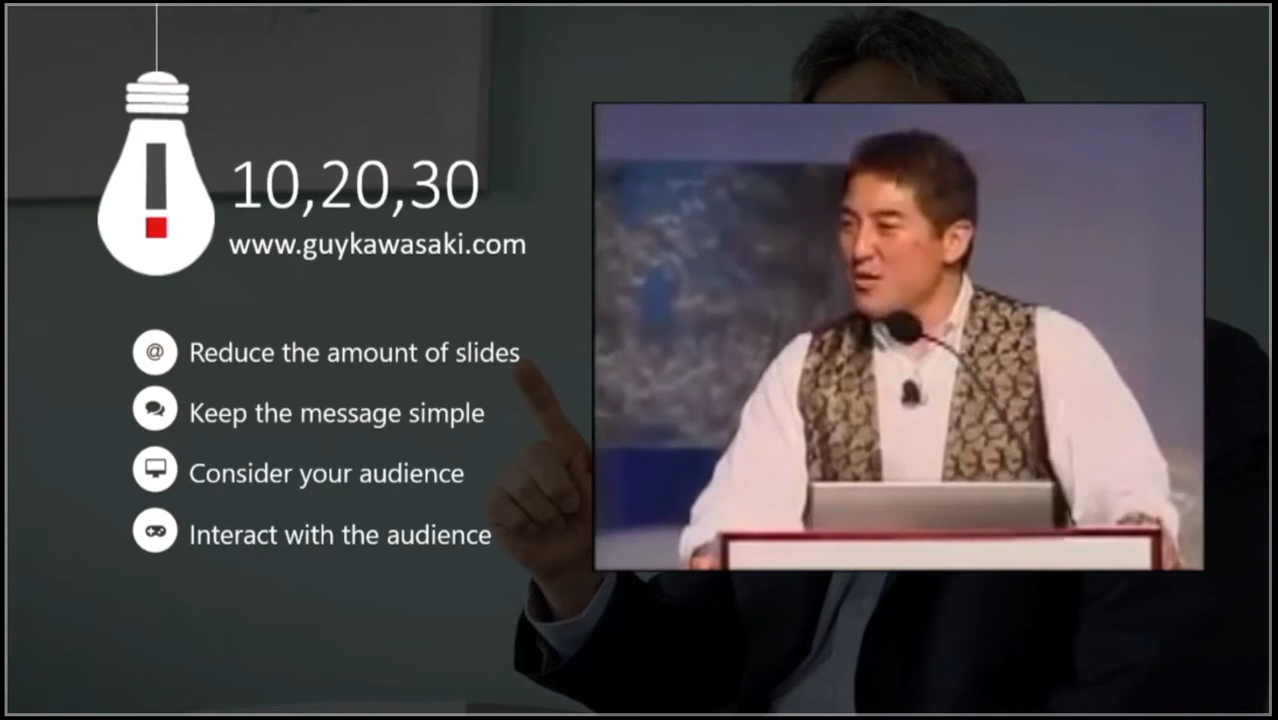 10,20,30
www.guykawasaki.com
Reduce the amount of slides
Keep the message simple
Consider your audience
Interact with the audience